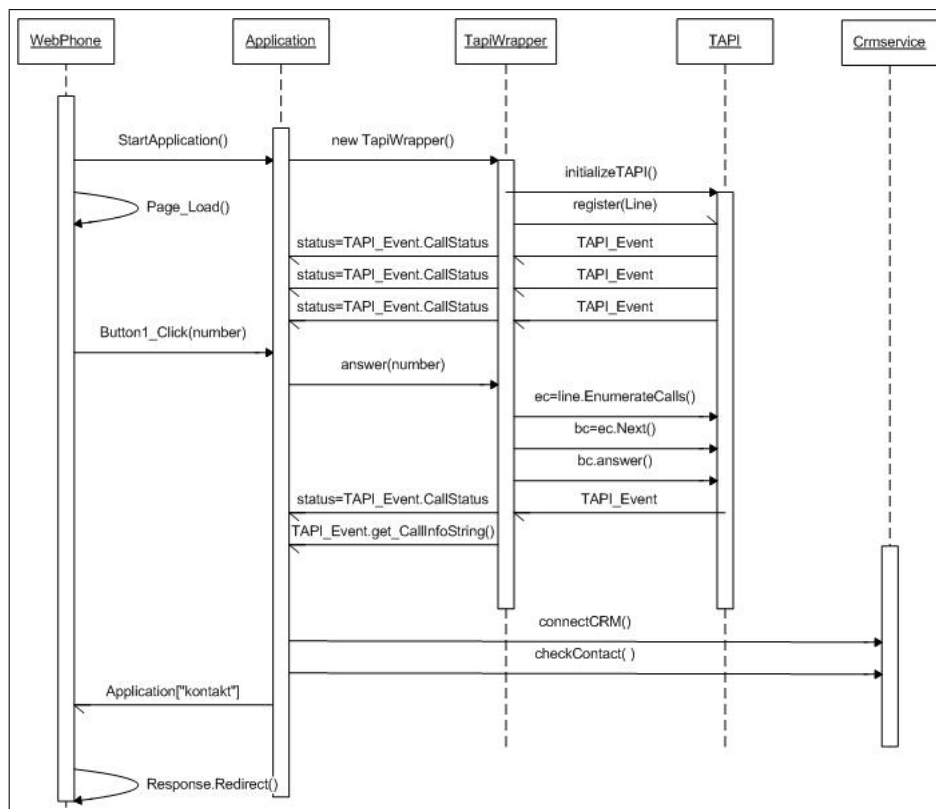 WebPhone
Application
TapiWrapper
TAPI
Crmservice
StartApplication()
new TapiWrapper()
initializeTAPI()
Page_Load()
register(Line)
status=TAPI_Event.CallStatus
TAPI_Event
status=TAPI_Event.CallStatus
TAPI_Event
status=TAPI_Event.CallStatus
TAPI_Event
Button1_Click(number)
answer(number)
ec=line.EnumerateCalls()
bc=ec.Next()
bc.answer()
status=TAPI_Event.CallStatus
TAPI_Event
TAPI_Event.get_CallInfoString()
connectCRM()
checkContact( )
Application["kontakt"]
Response.Redirect()